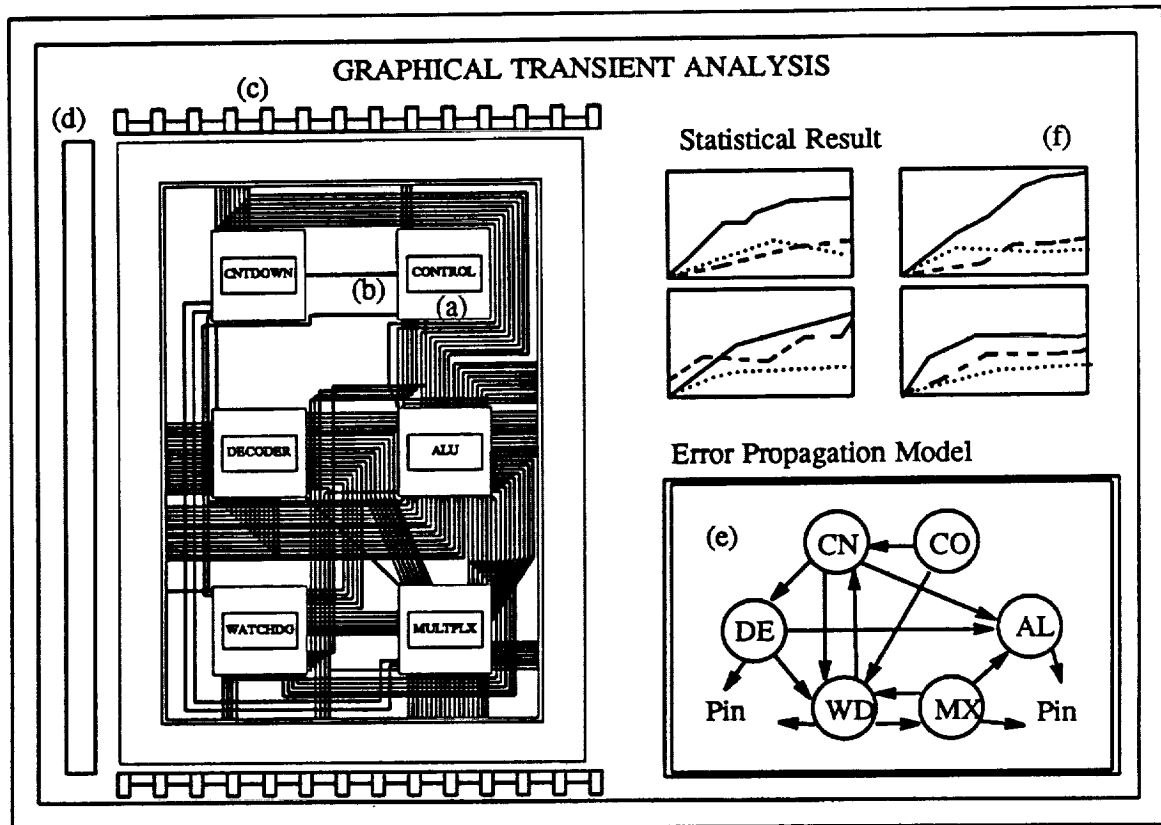 GRAPHICAL TRANSIENT ANALYSIS
(c)
(d)
CNTDOWN
CONTROL
(b)
(a)
DECODER
ALU
WATCHDG
MULTPLX
Statistical Result
(f)
Error Propagation Model
(e)
CN
CO
DE
AL
Pin
WD
MX
Pin